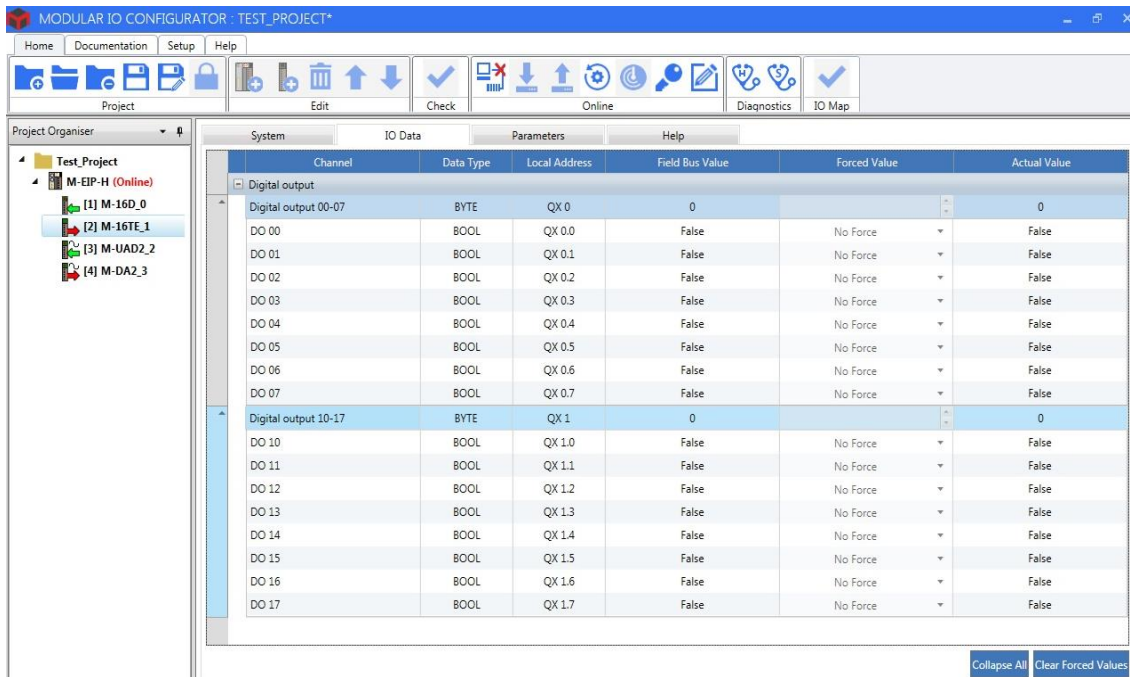 MODULAR IO CONFIGURATOR : TEST_PROJECT*
Home Documentation Setup Help
Project Edit Check Online Diagnostics IO Map
H S
Project Organiser
Test_Project
M-EIP-H (Online)
[1] M-16D_0
[2] M-16TE_1
[3] M-UAD2_2
[4] M-DA2_3
System IO Data Parameters Help
Channel Data Type Local Address Field Bus Value Forced Value Actual Value
Digital output
Digital output 00-07 BYTE QX 0 0 0
DO 00 BOOL QX 0.0 False No Force False
DO 01 BOOL QX 0.1 False No Force False
DO 02 BOOL QX 0.2 False No Force False
DO 03 BOOL QX 0.3 False No Force False
DO 04 BOOL QX 0.4 False No Force False
DO 05 BOOL QX 0.5 False No Force False
DO 06 BOOL QX 0.6 False No Force False
DO 07 BOOL QX 0.7 False No Force False
Digital output 10-17 BYTE QX 1 0 0
DO 10 BOOL QX 1.0 False No Force False
DO 11 BOOL QX 1.1 False No Force False
DO 12 BOOL QX 1.2 False No Force False
DO 13 BOOL QX 1.3 False No Force False
DO 14 BOOL QX 1.4 False No Force False
DO 15 BOOL QX 1.5 False No Force False
DO 16 BOOL QX 1.6 False No Force False
DO 17 BOOL QX 1.7 False No Force False
Collapse All Clear Forced Values